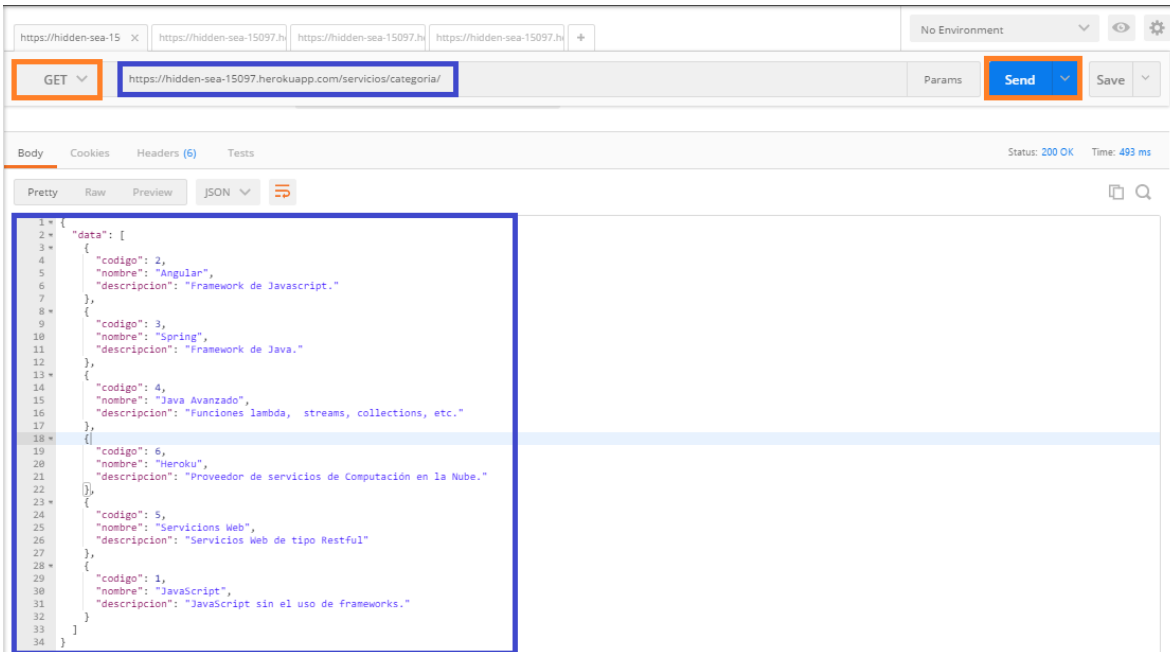 https://hidden-sea-15 × https://hidden-sea-15097.h https://hidden-sea-15097.h https://hidden-sea-15097.h +
No Environment
GET https://hidden-sea-15097.herokuapp.com/servicios/categoria/ Params Send Save
Body Cookies Headers (6) Tests Status: 200 OK Time: 493 ms
Pretty Raw Preview JSON
1 {
2 "data": [
3 {
4 "codigo": 2,
5 "nombre": "Angular",
6 "descripcion": "Framework de Javascript."
7 },
8 {
9 "codigo": 3,
10 "nombre": "Spring",
11 "descripcion": "Framework de Java."
12 },
13 {
14 "codigo": 4,
15 "nombre": "Java Avanzado",
16 "descripcion": "Funciones lambda,  streams, collections, etc."
17 },
18 {
19 "codigo": 6,
20 "nombre": "Heroku",
21 "descripcion": "Proveedor de servicios de Computación en la Nube."
22 },
23 {
24 "codigo": 5,
25 "nombre": "Servicions Web",
26 "descripcion": "Servicios Web de tipo Restful"
27 },
28 {
29 "codigo": 1,
30 "nombre": "JavaScript",
31 "descripcion": "JavaScript sin el uso de frameworks."
32 }
33 ]
34 }